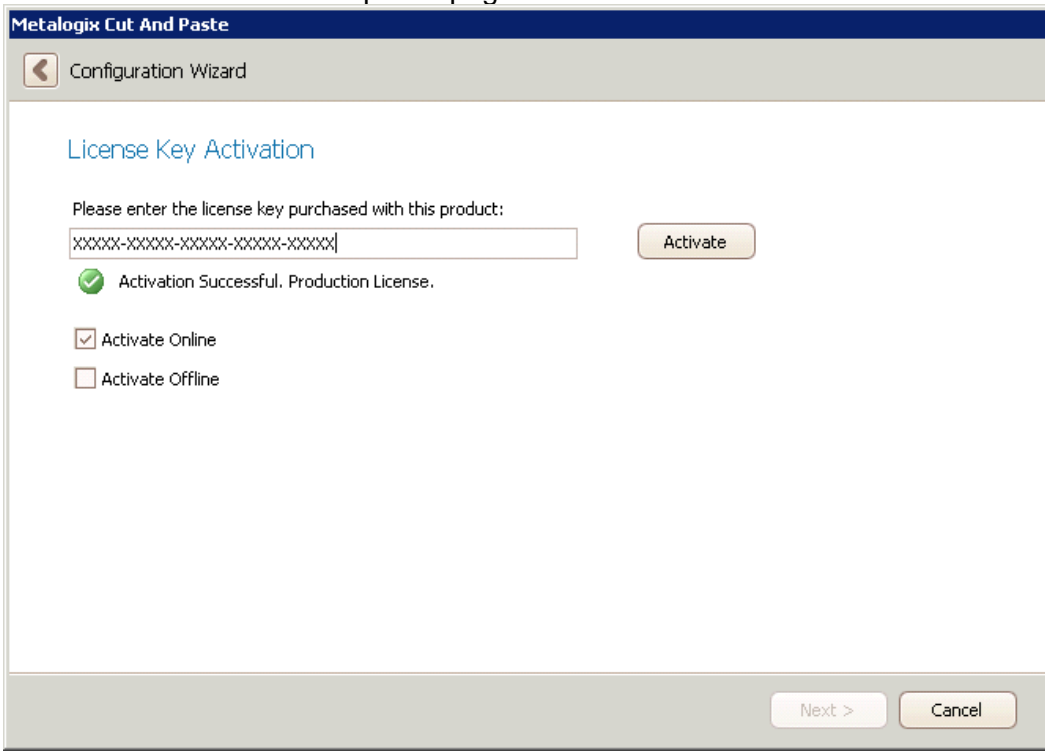 Metalogix Cut And Paste
Configuration Wizard
License Key Activation
Please enter the license key purchased with this product:
XXXXX-XXXXX-XXXXX-XXXXX-XXXXX
Activate
Activation Successful. Production License.
Activate Online
Activate Offline
Next >
Cancel